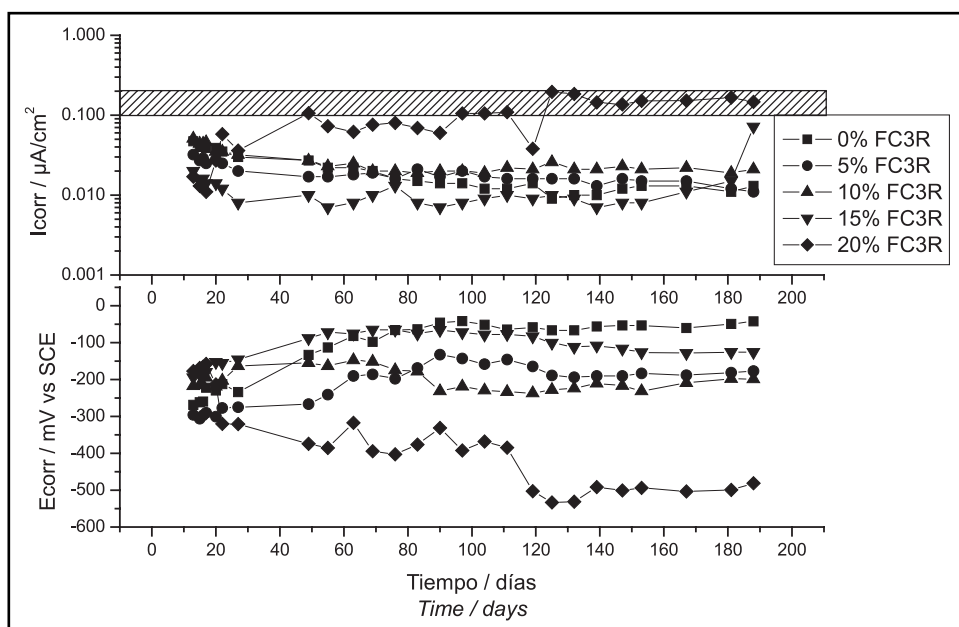 1.000
0.100
0.010
0.001
Icorr / µA/cm²
0 20 40 60 80 100 120 140 160 180 200
0% FC3R
5% FC3R
10% FC3R
15% FC3R
20% FC3R
0
-100
-200
-300
-400
-500
-600
Ecorr / mV vs SCE
0 20 40 60 80 100 120 140 160 180 200
Tiempo / días
Time / days